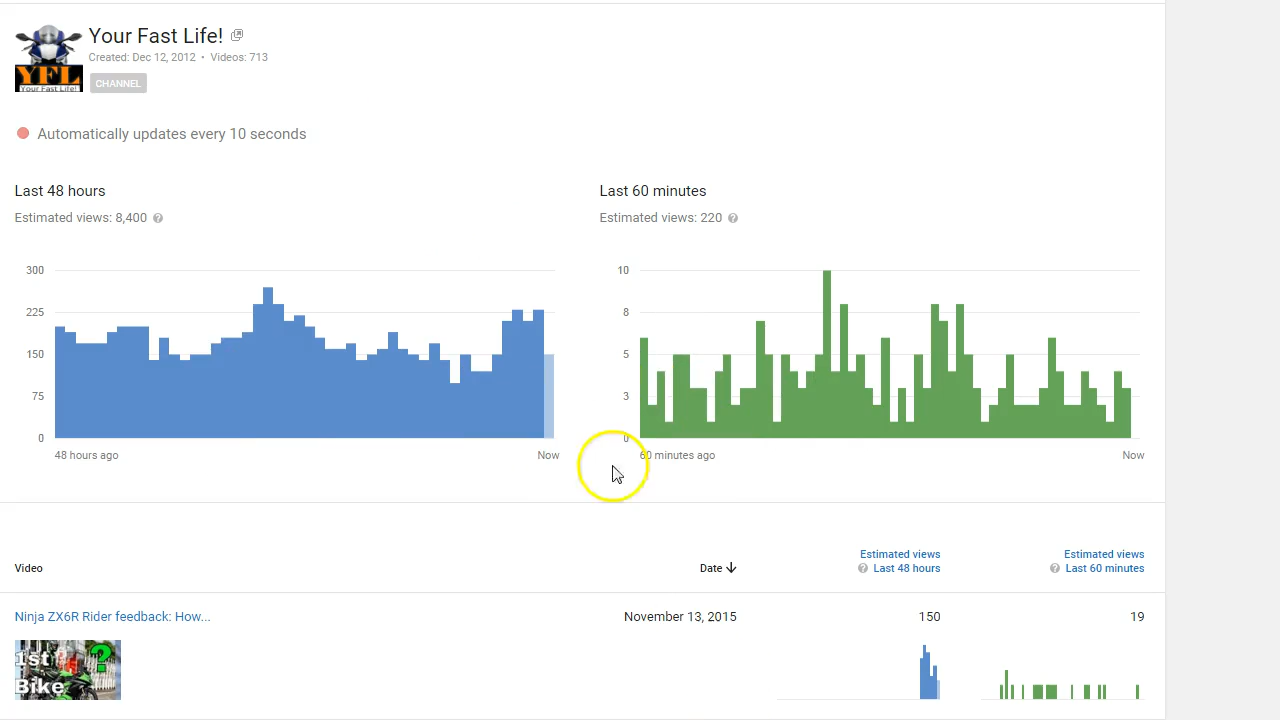 Your Fast Life!
Created: Dec 12, 2012 • Videos: 713
YFL
Your Fast Life!
CHANNEL
Automatically updates every 10 seconds
Last 48 hours
Estimated views: 8,400 ?
Last 60 minutes
Estimated views: 220 ?
300
225
150
75
0
48 hours ago
Now
10
8
5
3
0
60 minutes ago
Now
Video
Date
Estimated views
? Last 48 hours
Estimated views
? Last 60 minutes
Ninja ZX6R Rider feedback: How...
November 13, 2015
150
19
1st ?
Bike